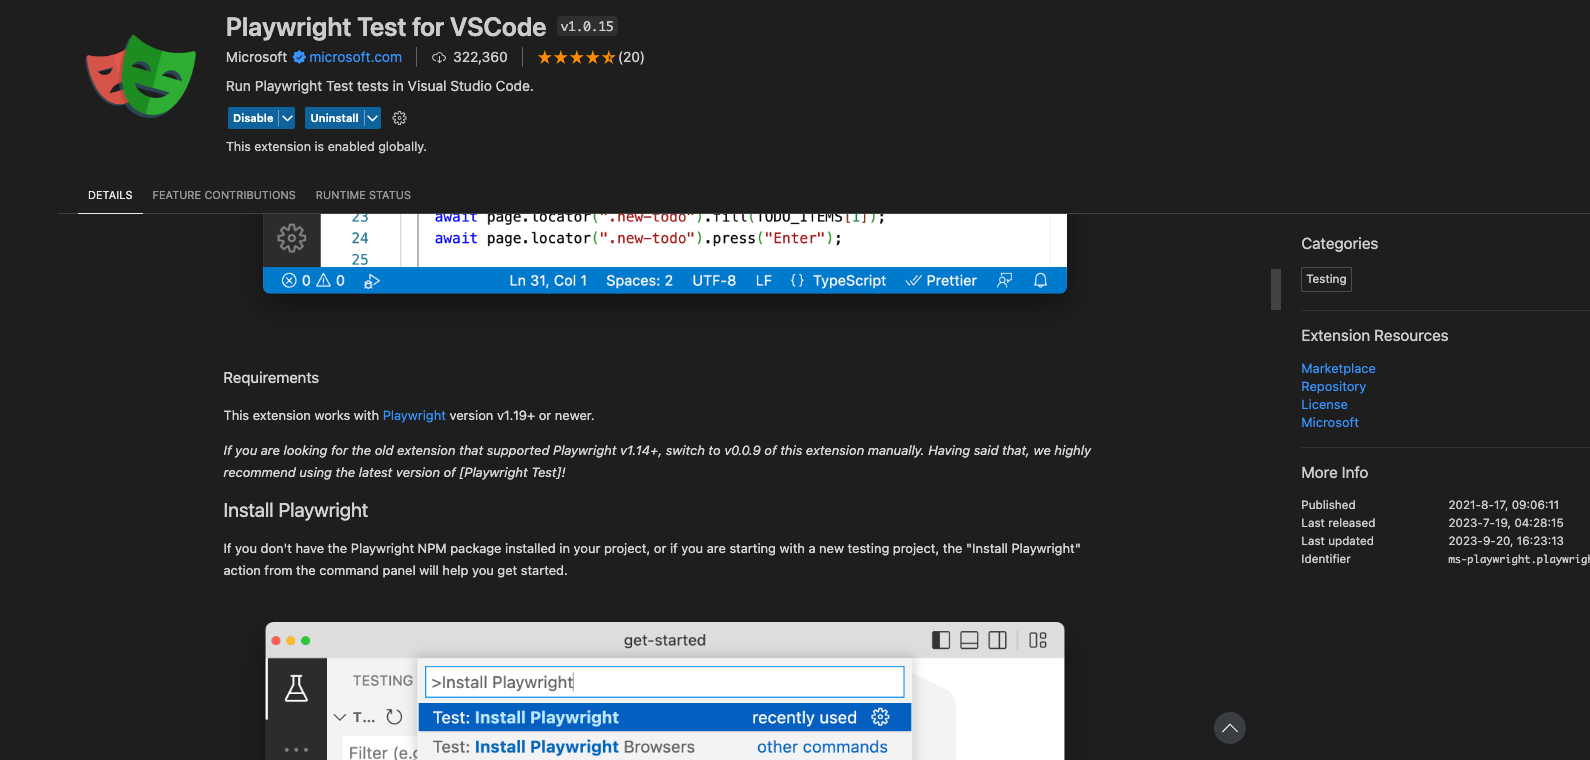 Playwright Test for VSCode v1.0.15
Microsoft microsoft.com 322,360 (20)
Run Playwright Test tests in Visual Studio Code.
Disable Uninstall
This extension is enabled globally.
DETAILS FEATURE CONTRIBUTIONS RUNTIME STATUS
23 await page.locator(".new-todo").fill(TODO_ITEMS[1]);
24 await page.locator(".new-todo").press("Enter");
25
0 0 Ln 31, Col 1 Spaces: 2 UTF-8 LF {} TypeScript Prettier
Requirements
This extension works with Playwright version v1.19+ or newer.
If you are looking for the old extension that supported Playwright v1.14+, switch to v0.0.9 of this extension manually. Having said that, we highly
recommend using the latest version of [Playwright Test]!
Install Playwright
If you don't have the Playwright NPM package installed in your project, or if you are starting with a new testing project, the "Install Playwright"
action from the command panel will help you get started.
get-started
TESTING
>Install Playwright
T...
Test: Install Playwright recently used
Filter (e.g
Test: Install Playwright Browsers other commands
Categories
Testing
Extension Resources
Marketplace
Repository
License
Microsoft
More Info
Published 2021-8-17, 09:06:11
Last released 2023-7-19, 04:28:15
Last updated 2023-9-20, 16:23:13
Identifier ms-playwright.playwrigh